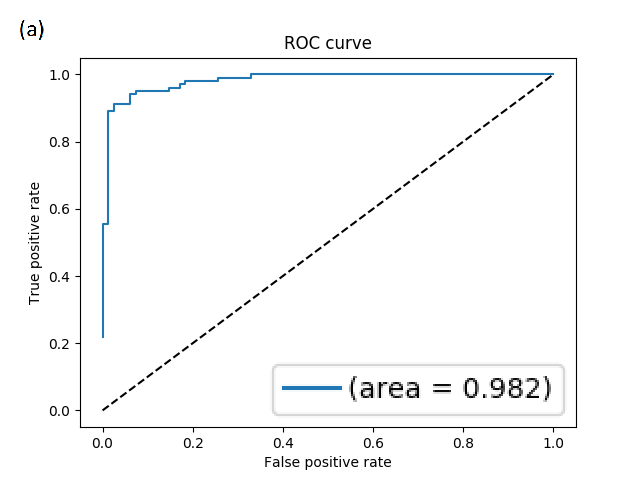 (a)
ROC curve
True positive rate
1.0
0.8
0.6
0.4
0.2
0.0
(area = 0.982)
0.0 0.2 0.4 0.6 0.8 1.0
False positive rate